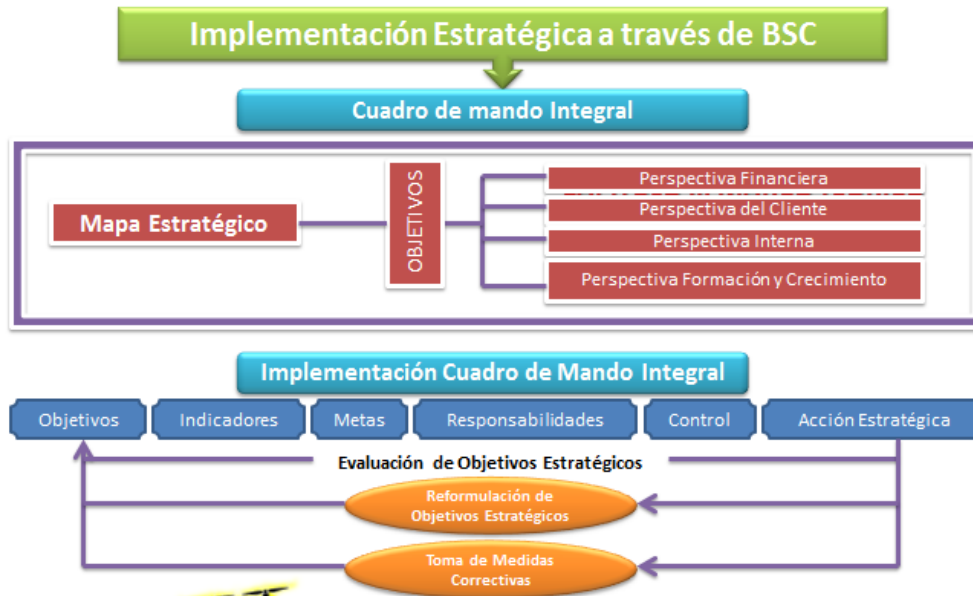 Implementación Estratégica a través de BSC
Cuadro de mando Integral
Mapa Estratégico
OBJETIVOS
Perspectiva Financiera
Perspectiva del Cliente
Perspectiva Interna
Perspectiva Formación y Crecimiento
Implementación Cuadro de Mando Integral
Objetivos
Indicadores
Metas
Responsabilidades
Control
Acción Estratégica
Evaluación de Objetivos Estratégicos
Reformulación de
Objetivos Estratégicos
Toma de Medidas
Correctivas